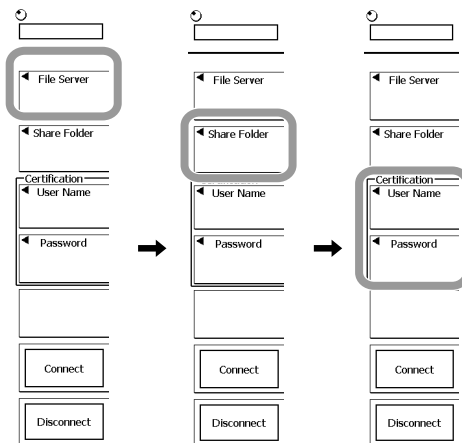 File Server
Share Folder
Certification
User Name
Password
Connect
Disconnect
File Server
Share Folder
User Name
Password
Connect
Disconnect
File Server
Share Folder
Certification
User Name
Password
Connect
Disconnect